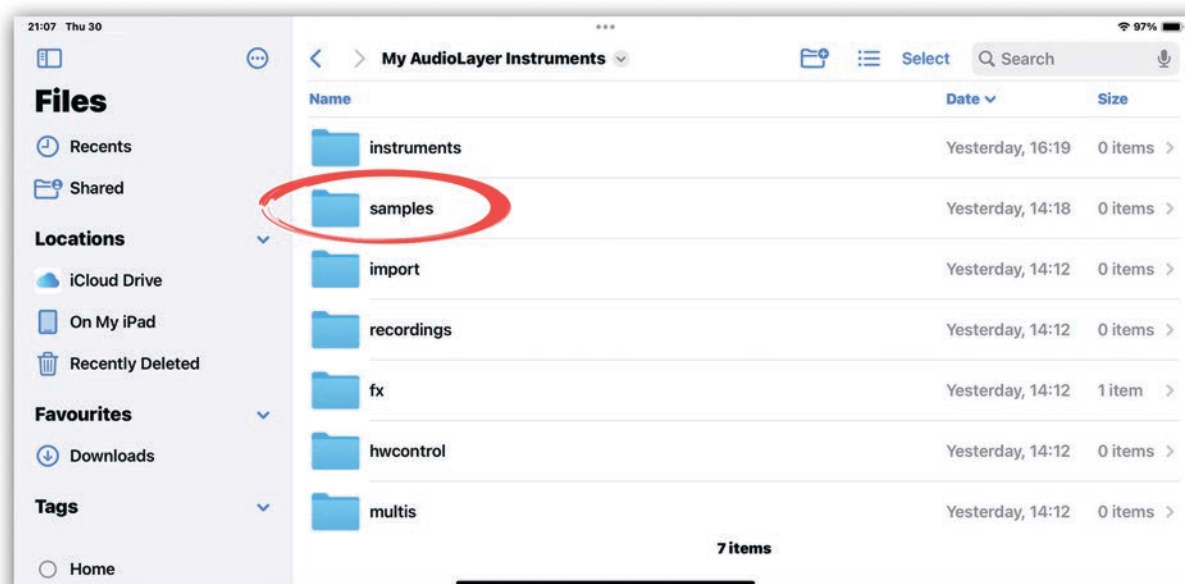 21:07 Thu 30
97%
Files
Recents
Shared
Locations
iCloud Drive
On My iPad
Recently Deleted
Favourites
Downloads
Tags
Home
My AudioLayer Instruments
Select
Search
Name Date Size
instruments Yesterday, 16:19 0 items
samples Yesterday, 14:18 0 items
import Yesterday, 14:12 0 items
recordings Yesterday, 14:12 0 items
fx Yesterday, 14:12 1 item
hwcontrol Yesterday, 14:12 0 items
multis Yesterday, 14:12 0 items
7 items